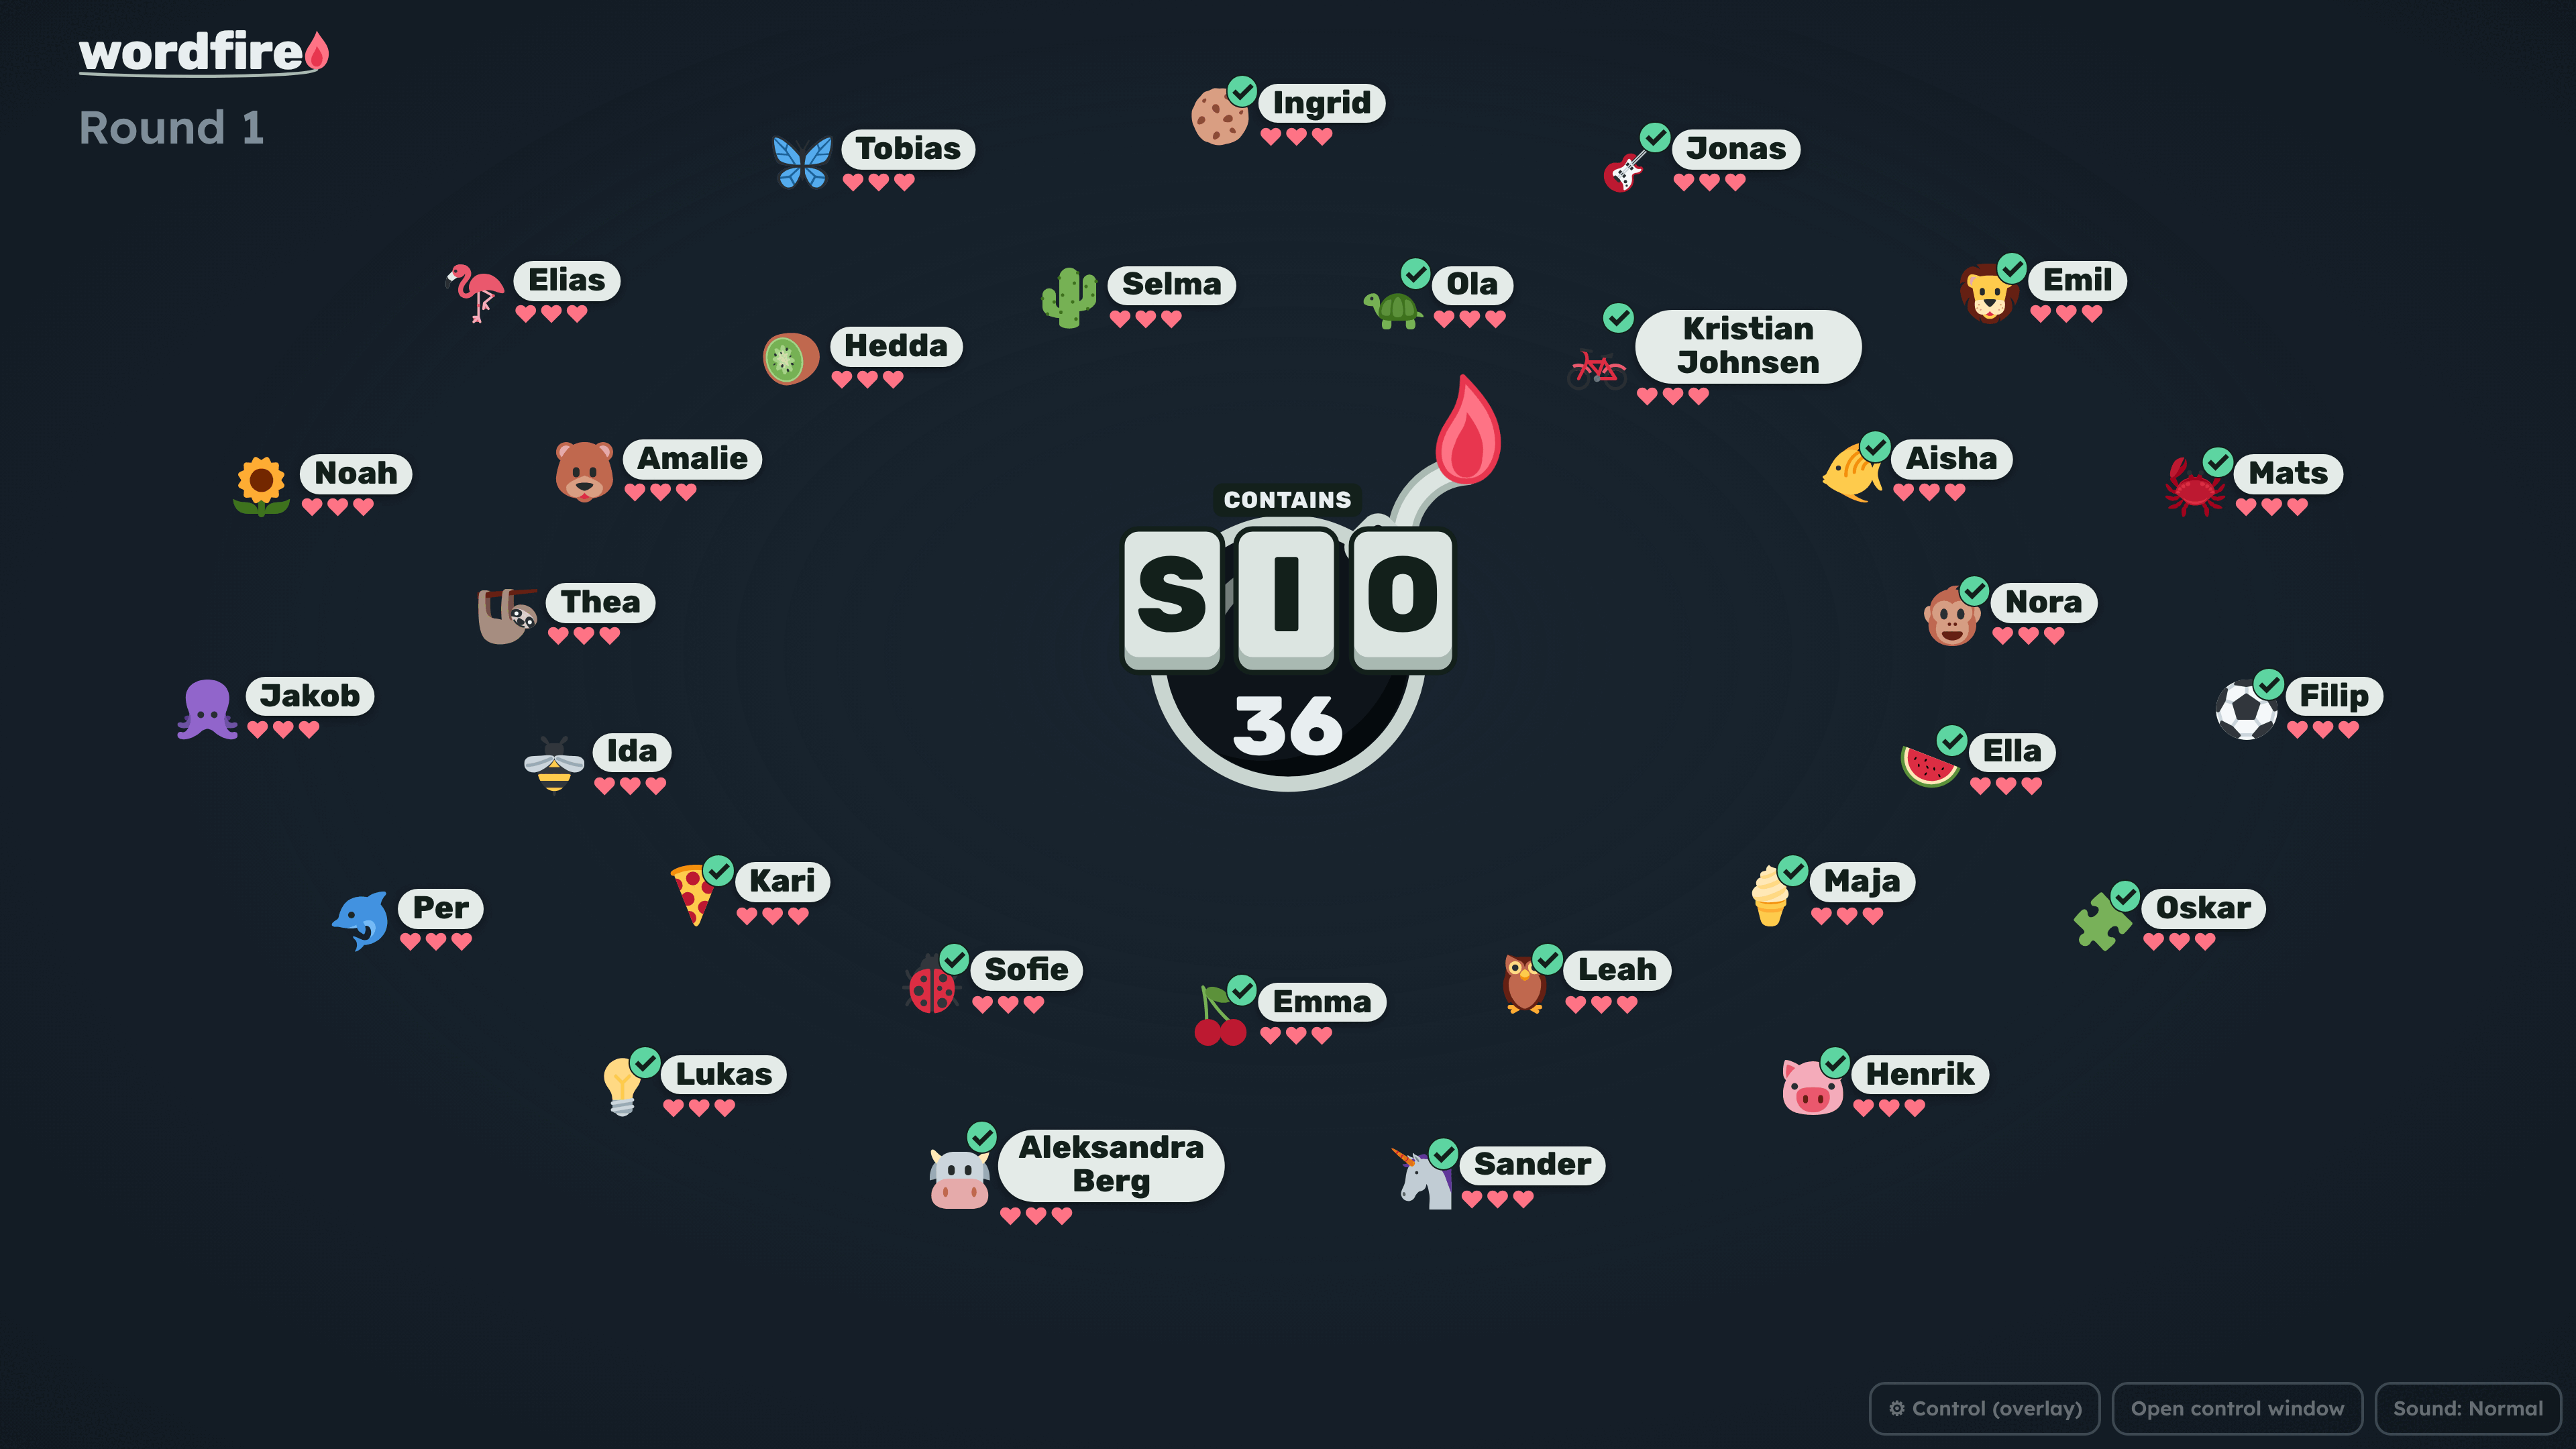 wordfire
Round 1
Ingrid
Tobias
Jonas
Elias
Selma
Ola
Emil
Hedda
Kristian
Johnsen
Noah
Amalie
Aisha
Mats
CONTAINS
SIO
36
Thea
Nora
Jakob
Filip
Ida
Ella
Per
Kari
Maja
Oskar
Sofie
Emma
Leah
Lukas
Henrik
Aleksandra
Berg
Sander
⚙ Control (overlay)
Open control window
Sound: Normal